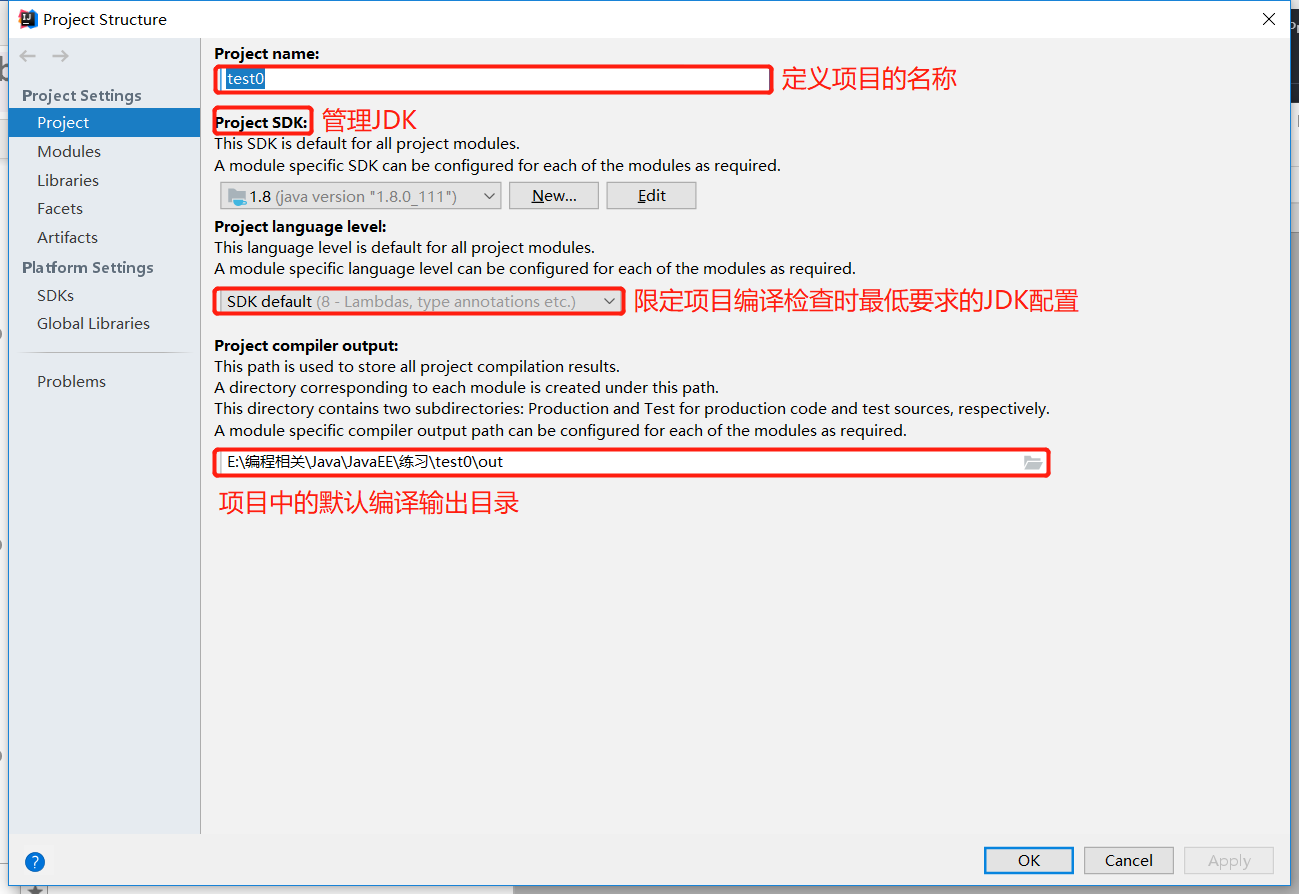 Project Structure
Project name:
test0 定义项目的名称
Project SDK: 管理JDK
This SDK is default for all project modules.
A module specific SDK can be configured for each of the modules as required.
1.8 (java version "1.8.0_111") New... Edit
Project language level:
This language level is default for all project modules.
A module specific language level can be configured for each of the modules as required.
SDK default (8 - Lambdas, type annotations etc.) 限定项目编译检查时最低要求的JDK配置
Project compiler output:
This path is used to store all project compilation results.
A directory corresponding to each module is created under this path.
This directory contains two subdirectories: Production and Test for production code and test sources, respectively.
A module specific compiler output path can be configured for each of the modules as required.
E:\编程相关\Java\JavaEE\练习\test0\out
项目中的默认编译输出目录
Project Settings
Project
Modules
Libraries
Facets
Artifacts
Platform Settings
SDKs
Global Libraries
Problems
? OK Cancel Apply